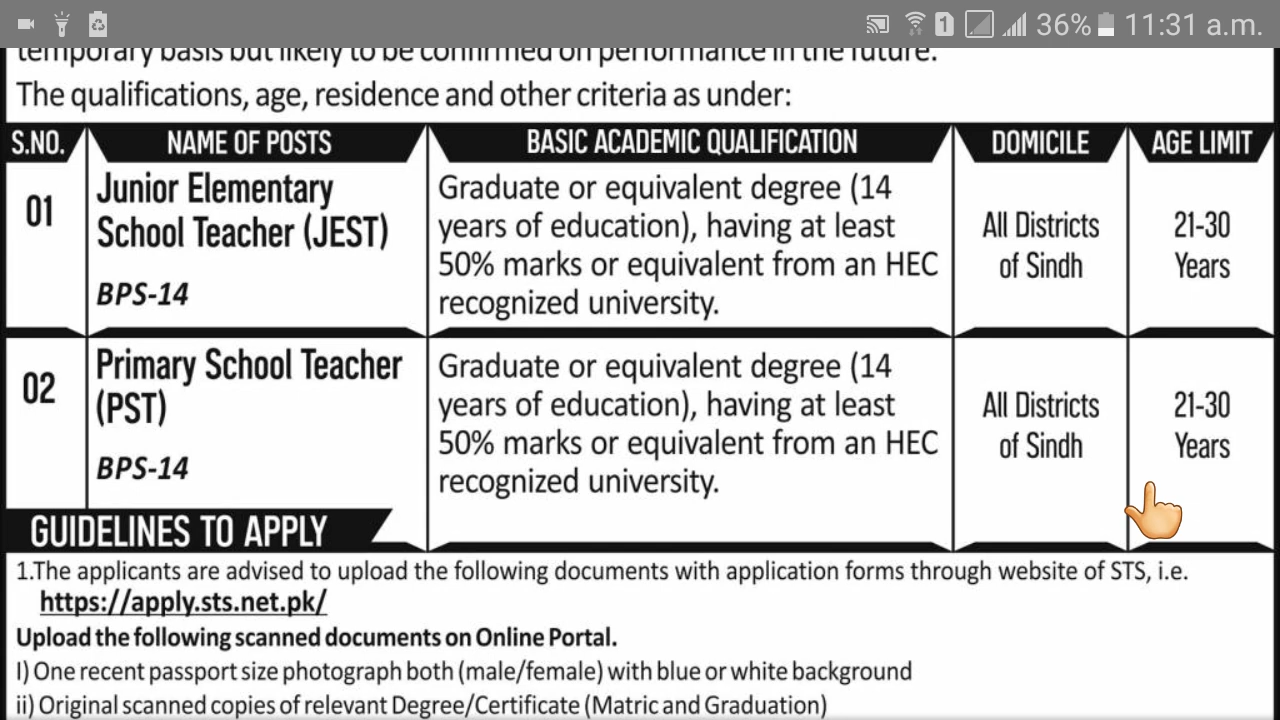 1 36% 11:31 a.m.
temporary basis but likely to be confirmed on performance in the future.
The qualifications, age, residence and other criteria as under:
S.NO. NAME OF POSTS BASIC ACADEMIC QUALIFICATION DOMICILE AGE LIMIT
01
Junior Elementary
School Teacher (JEST)
BPS-14
Graduate or equivalent degree (14
years of education), having at least
50% marks or equivalent from an HEC
recognized university.
All Districts
of Sindh
21-30
Years
02
Primary School Teacher
(PST)
BPS-14
Graduate or equivalent degree (14
years of education), having at least
50% marks or equivalent from an HEC
recognized university.
All Districts
of Sindh
21-30
Years
GUIDELINES TO APPLY
1.The applicants are advised to upload the following documents with application forms through website of STS, i.e.
https://apply.sts.net.pk/
Upload the following scanned documents on Online Portal.
I) One recent passport size photograph both (male/female) with blue or white background
ii) Original scanned copies of relevant Degree/Certificate (Matric and Graduation)